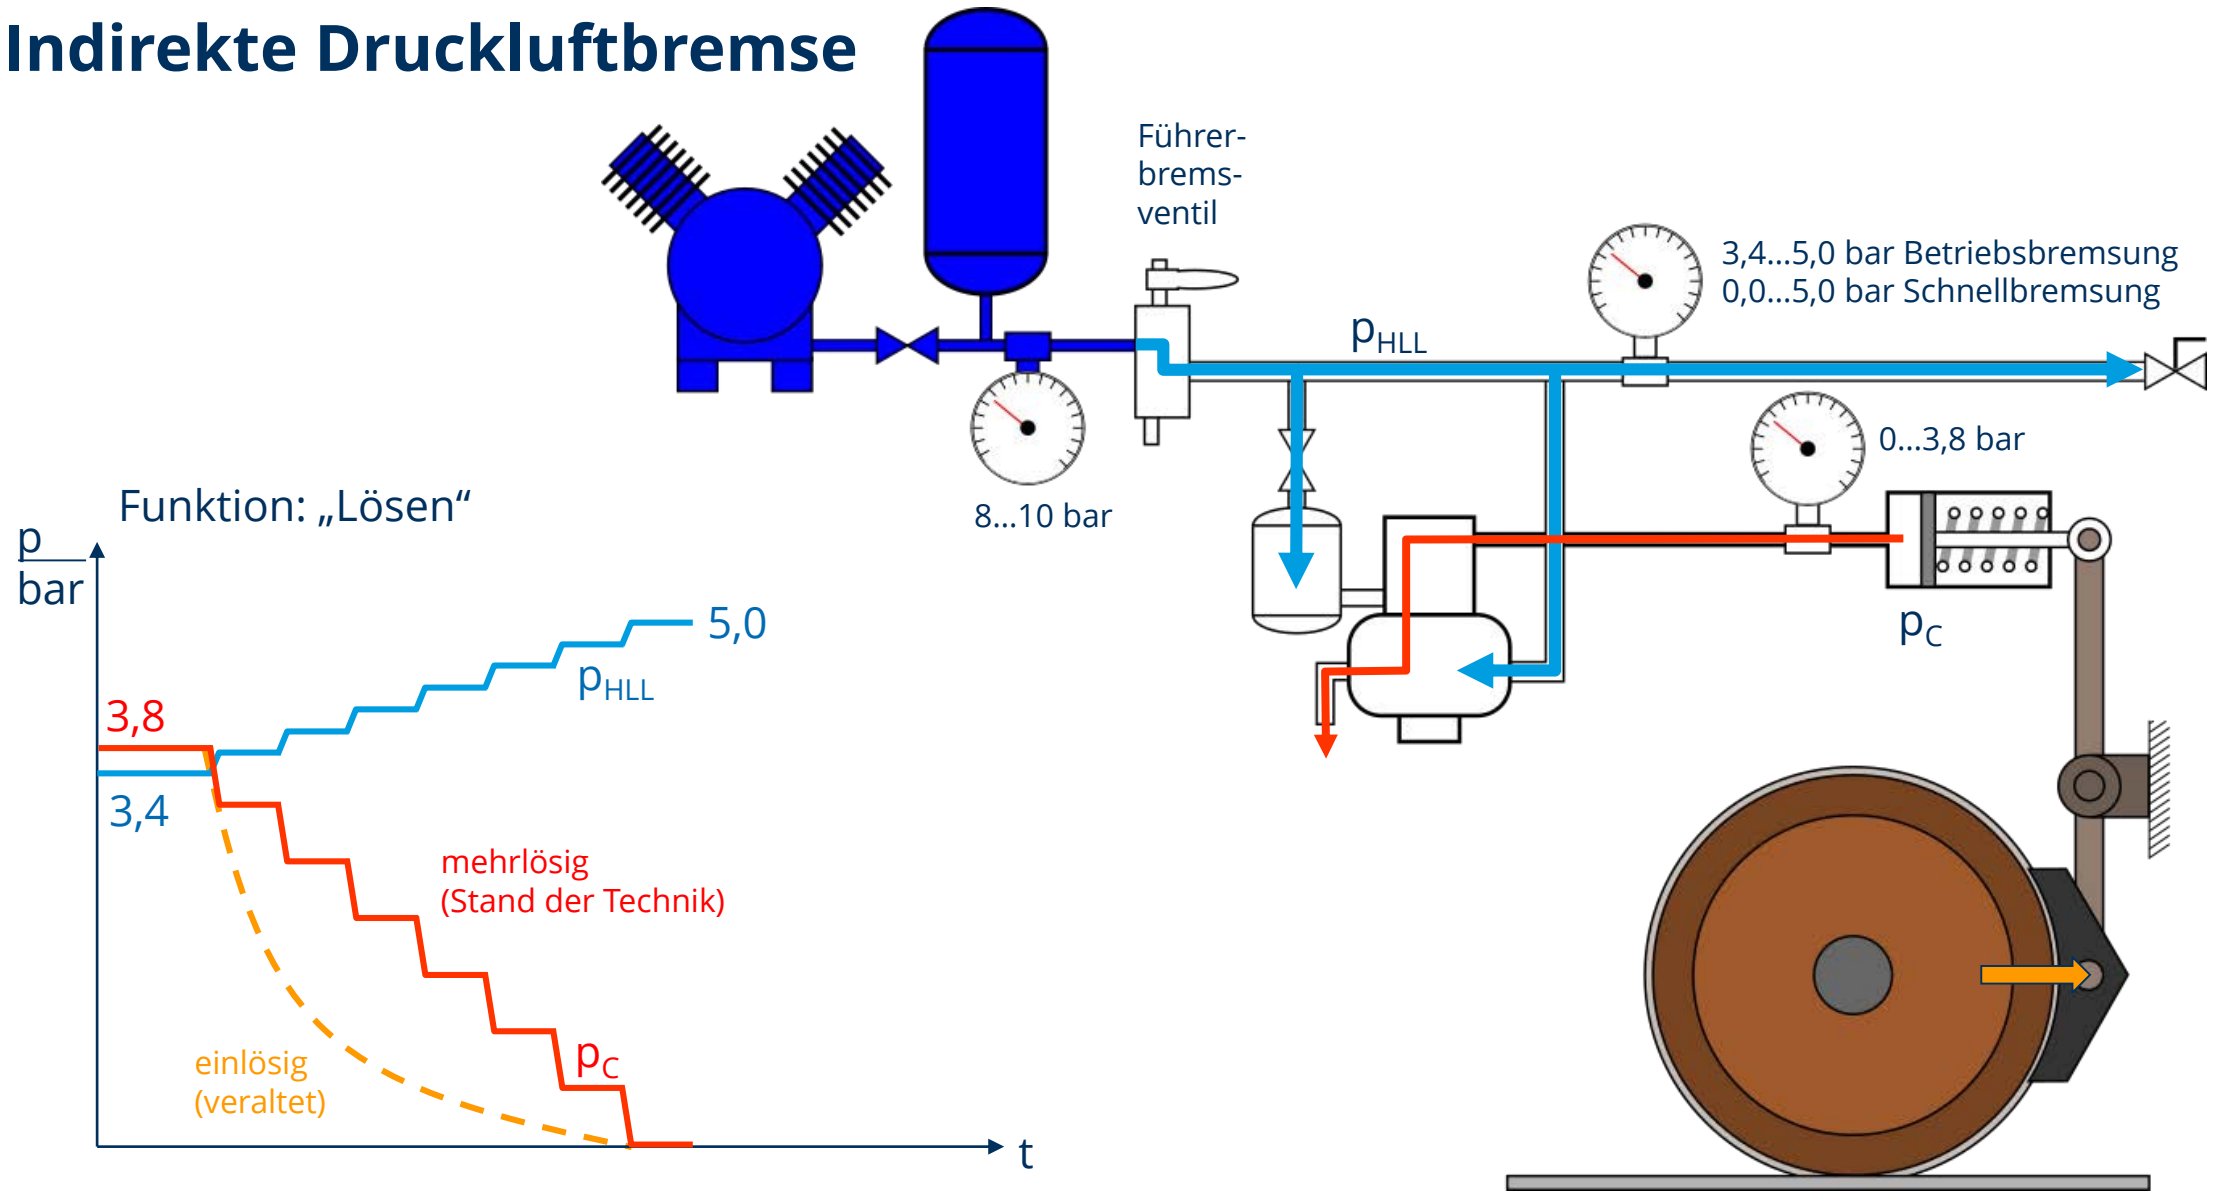 Indirekte Druckluftbremse
Führer-
brems-
ventil
3,4...5,0 bar Betriebsbremsung
0,0...5,0 bar Schnellbremsung
pHLL
0...3,8 bar
8...10 bar
pC
Funktion: „Lösen“
p
bar
5,0
pHLL
3,8
3,4
mehrlösig
(Stand der Technik)
pC
einlösig
(veraltet)
t